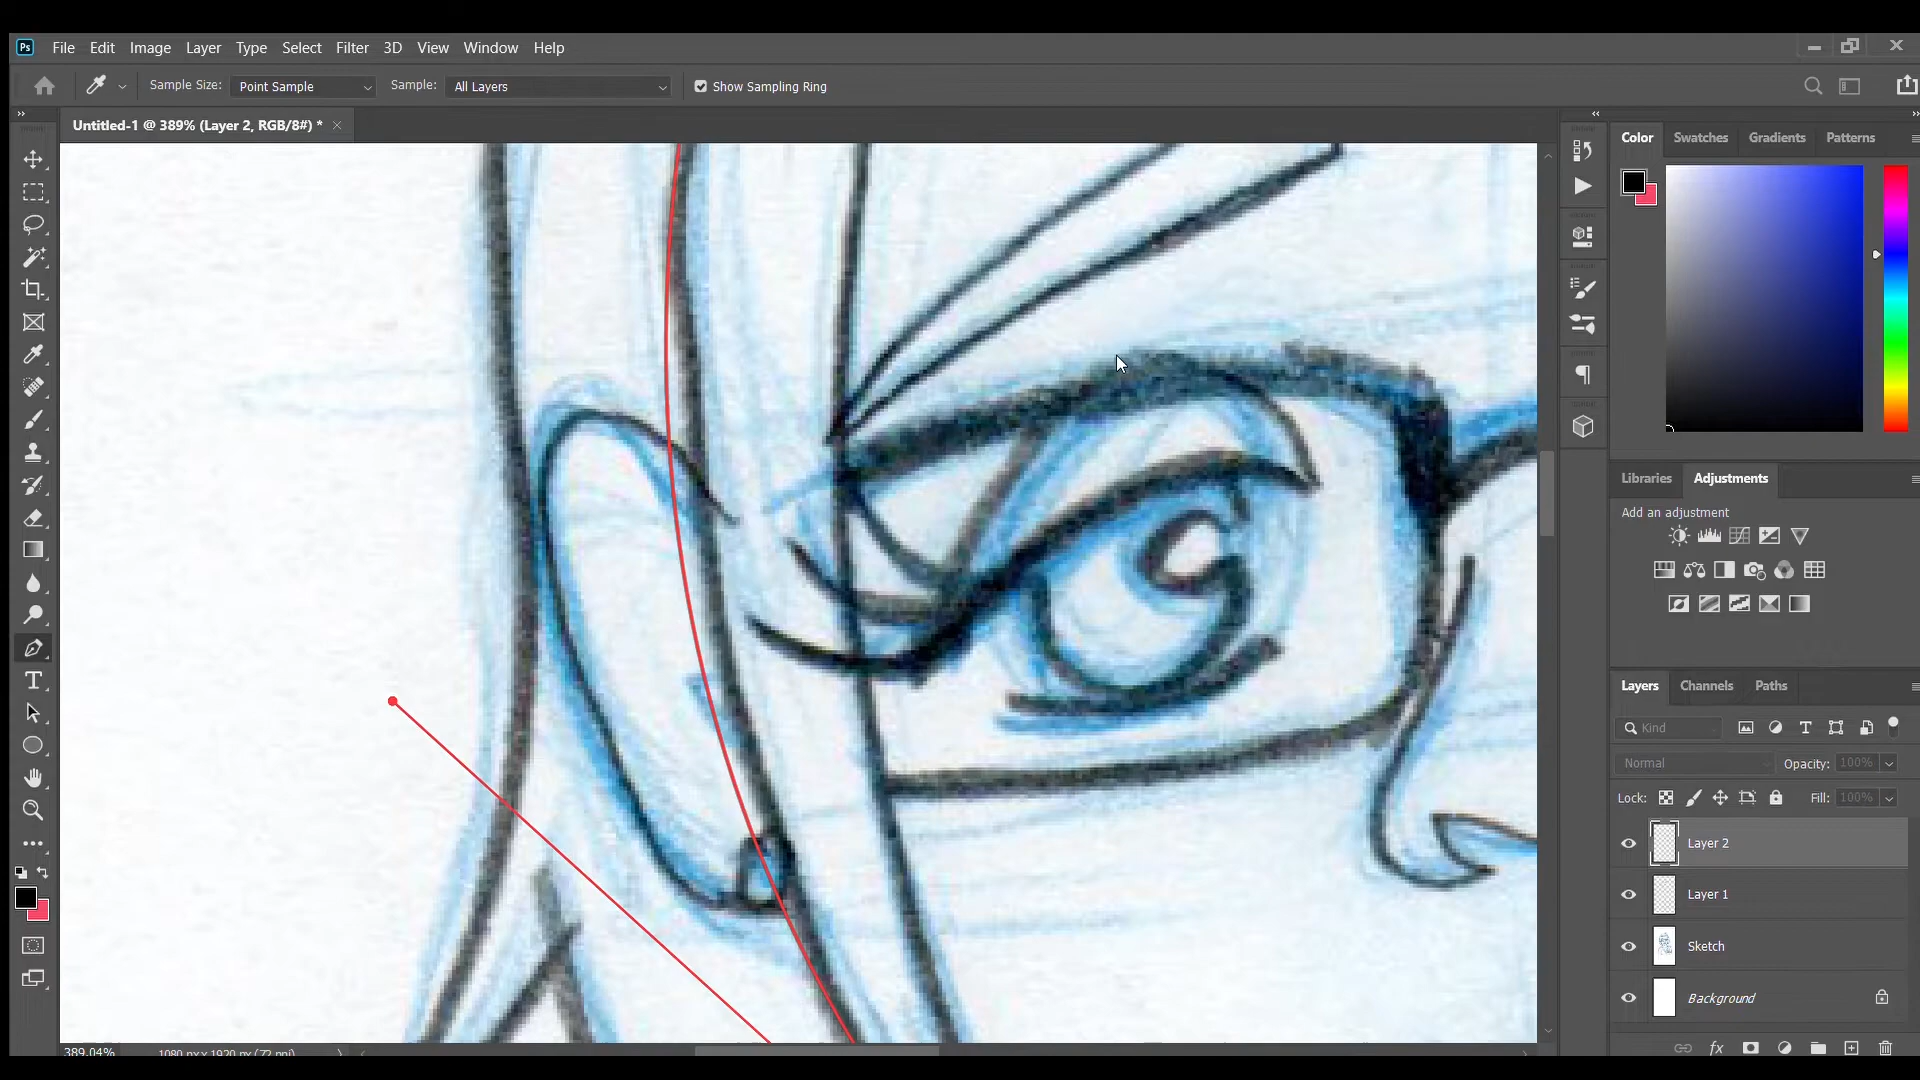 Ps File Edit Image Layer Type Select Filter 3D View Window Help
Sample Size: Point Sample Sample: All Layers Show Sampling Ring
Untitled-1 @ 389% (Layer 2, RGB/8#) *
Color Swatches Gradients Patterns
Libraries Adjustments
Add an adjustment
Layers Channels Paths
Kind
Normal Opacity: 100%
Lock: Fill: 100%
Layer 2
Layer 1
Sketch
Background
fx
389.04% 1080 px x 1920 px (72 ppi)